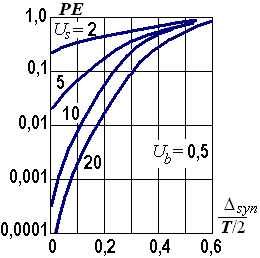 PE
1,0
U_s = 2
0,1
5
0,01
10
20
U_b = 0,5
0,001
0,0001
0 0,2 0,4 0,6
Δ_syn
T/2